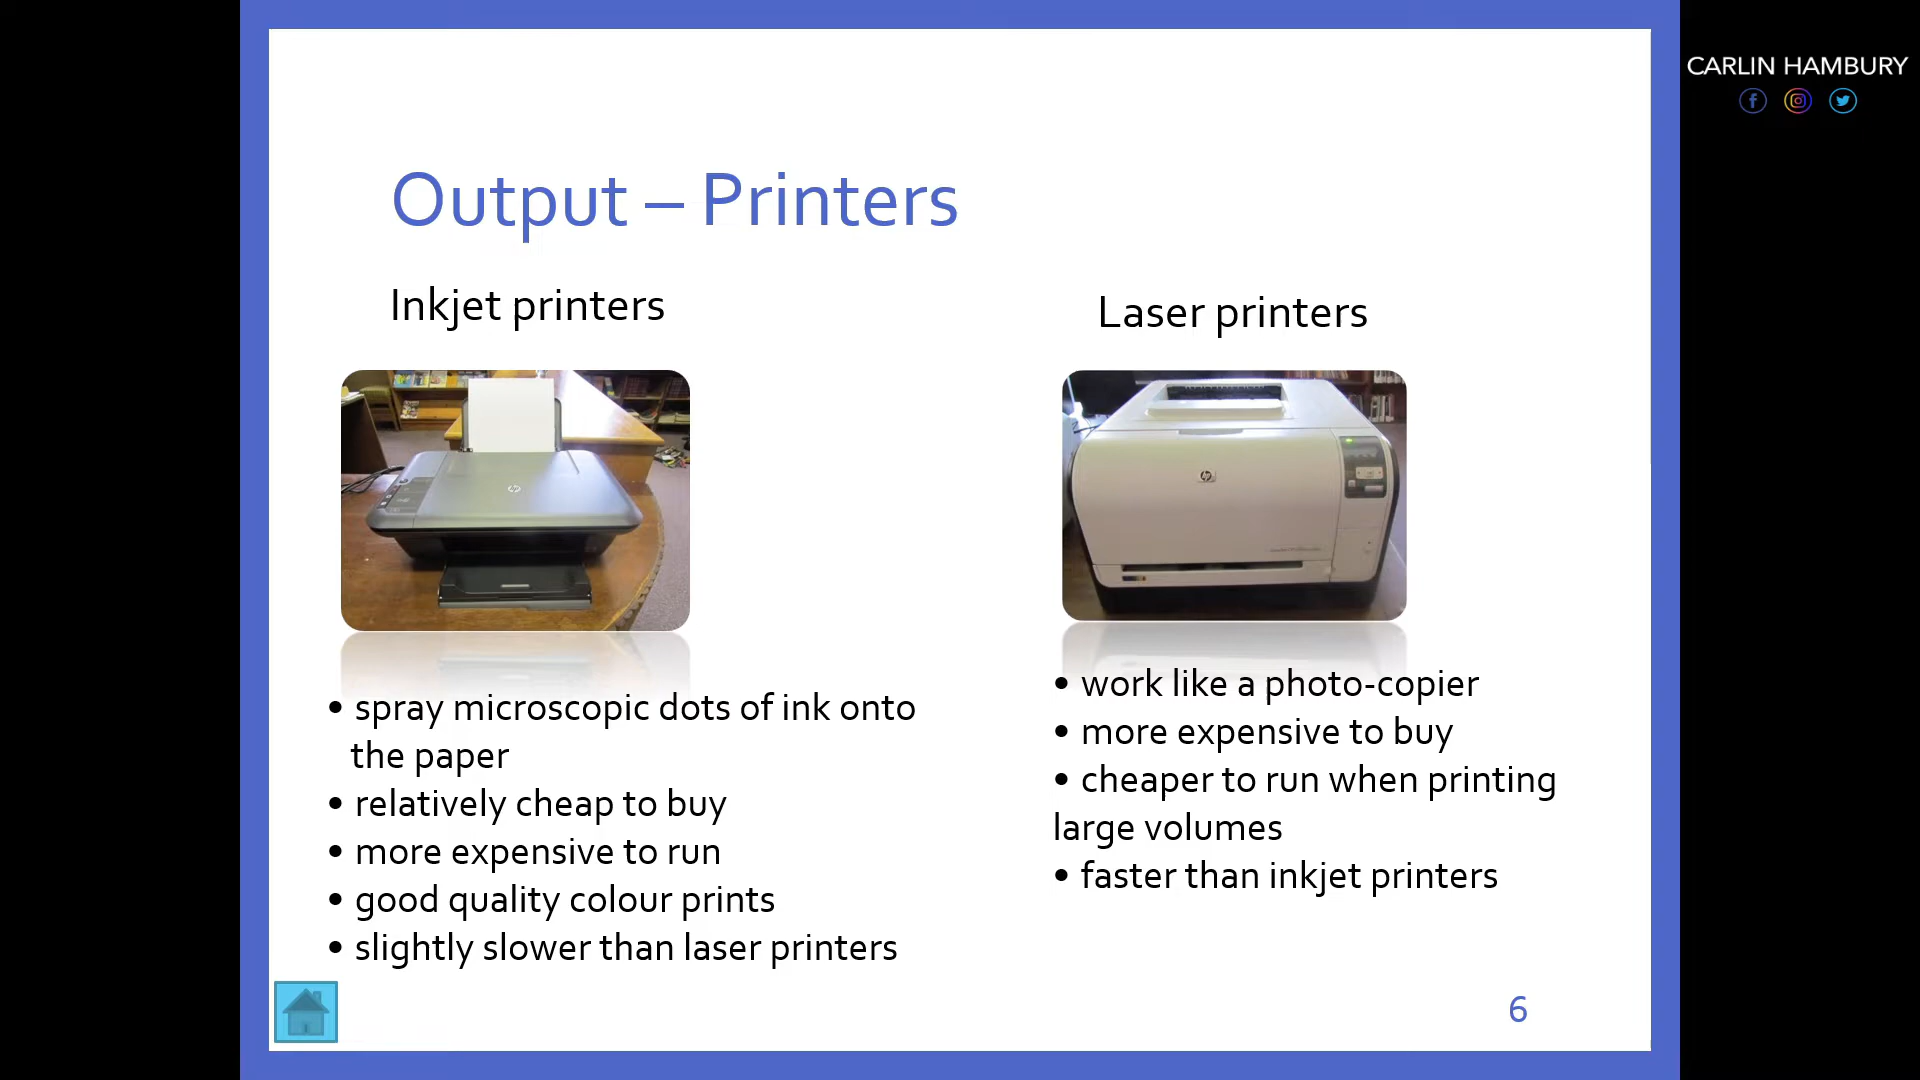 CARLIN HAMBURY
Output – Printers
Inkjet printers
• spray microscopic dots of ink onto
the paper
• relatively cheap to buy
• more expensive to run
• good quality colour prints
• slightly slower than laser printers
Laser printers
• work like a photo-copier
• more expensive to buy
• cheaper to run when printing
large volumes
• faster than inkjet printers
6